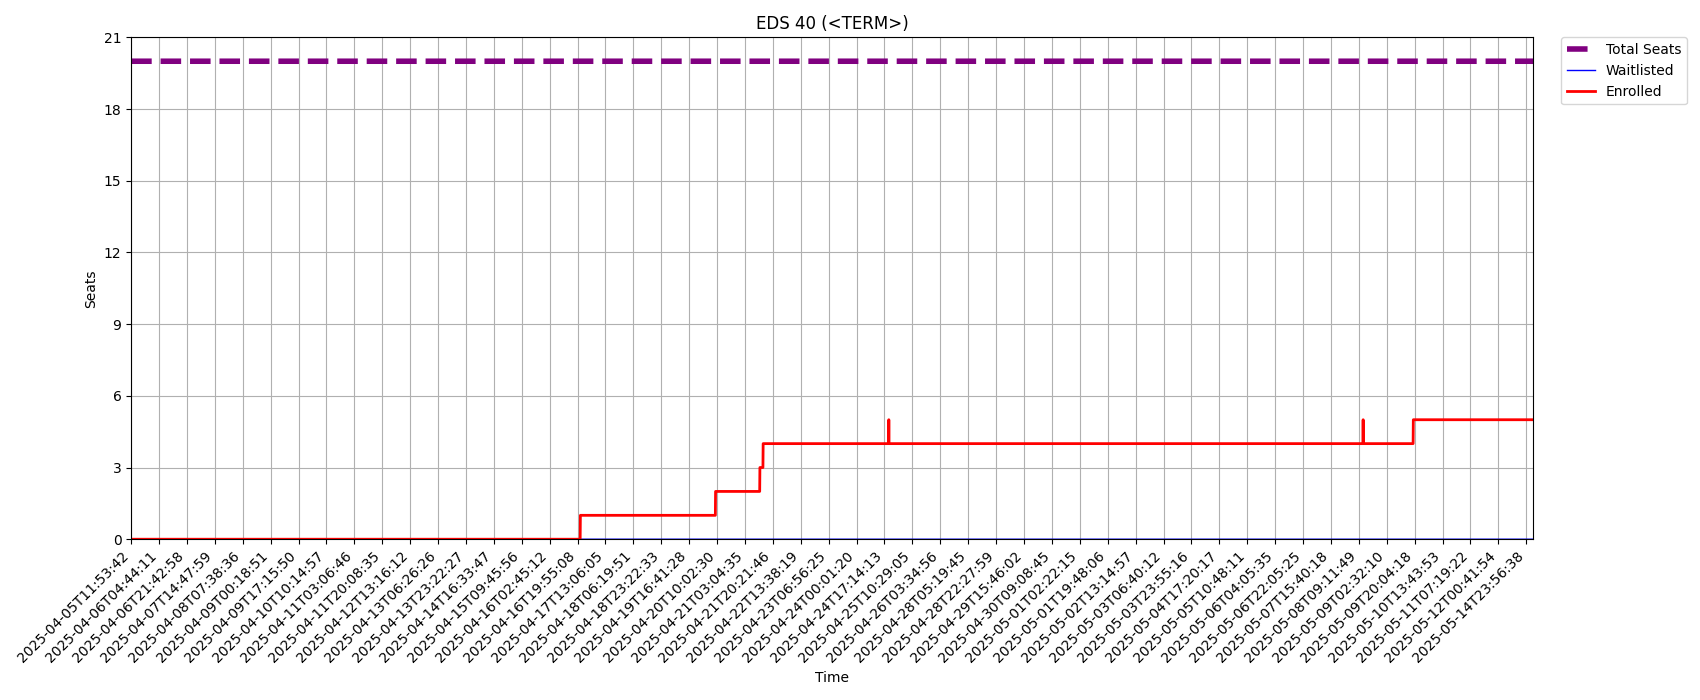 EDS 40 (<TERM>)
Total Seats
Waitlisted
Enrolled
21
18
15
12
9
6
3
0
Seats
2025-04-05T11:53:42
2025-04-06T04:44:11
2025-04-06T21:42:58
2025-04-07T14:47:59
2025-04-08T07:38:36
2025-04-09T00:18:51
2025-04-09T17:15:50
2025-04-10T10:14:57
2025-04-11T03:06:46
2025-04-11T20:08:35
2025-04-12T13:16:12
2025-04-13T06:26:26
2025-04-13T23:22:27
2025-04-14T16:33:47
2025-04-15T09:45:56
2025-04-16T02:45:12
2025-04-16T19:55:08
2025-04-17T13:06:05
2025-04-18T06:19:51
2025-04-18T23:22:33
2025-04-19T16:41:28
2025-04-20T10:02:30
2025-04-21T03:04:35
2025-04-21T20:21:46
2025-04-22T13:38:19
2025-04-23T06:56:25
2025-04-24T00:01:20
2025-04-24T17:14:13
2025-04-25T10:29:05
2025-04-26T03:34:56
2025-04-28T05:19:45
2025-04-28T22:27:59
2025-04-29T15:46:02
2025-04-30T09:08:45
2025-05-01T02:22:15
2025-05-01T19:48:06
2025-05-02T13:14:57
2025-05-03T06:40:12
2025-05-03T23:55:16
2025-05-04T17:20:17
2025-05-05T10:48:11
2025-05-06T04:05:35
2025-05-06T22:05:25
2025-05-07T15:40:18
2025-05-08T09:11:49
2025-05-09T02:32:10
2025-05-09T20:04:18
2025-05-10T13:43:53
2025-05-11T07:19:22
2025-05-12T00:41:54
2025-05-14T23:56:38
Time